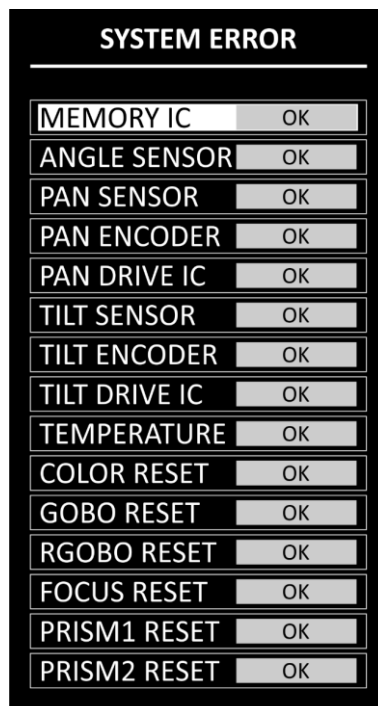 SYSTEM ERROR
MEMORY IC OK
ANGLE SENSOR OK
PAN SENSOR OK
PAN ENCODER OK
PAN DRIVE IC OK
TILT SENSOR OK
TILT ENCODER OK
TILT DRIVE IC OK
TEMPERATURE OK
COLOR RESET OK
GOBO RESET OK
RGOBO RESET OK
FOCUS RESET OK
PRISM1 RESET OK
PRISM2 RESET OK